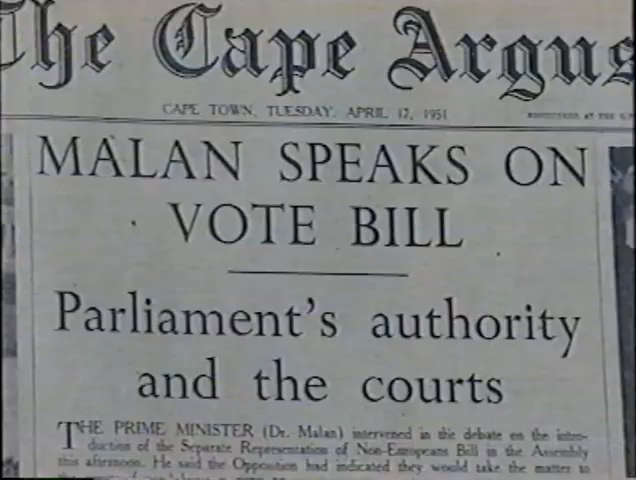 The Cape Argus
CAPE TOWN, TUESDAY, APRIL 17, 1951
MALAN SPEAKS ON
VOTE BILL
Parliament's authority
and the courts
THE PRIME MINISTER (Dr. Malan) intervened in the debate on the intro-
duction of the Separate Representation of Non-Europeans Bill in the Assembly
this afternoon. He said the Opposition had indicated they would take the matter to